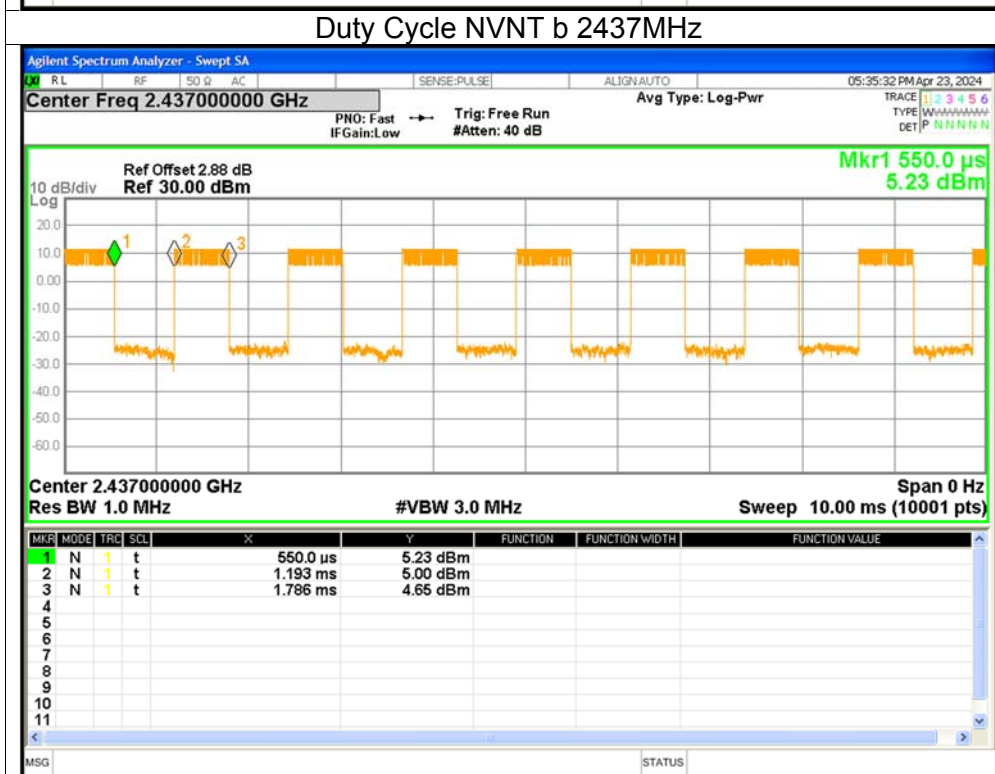 Duty Cycle NVNT b 2437MHz
Agilent Spectrum Analyzer - Swept SA
RL RF 50 Ω AC SENSE:PULSE ALIGN AUTO 05:35:32 PM Apr 23, 2024
Center Freq 2.437000000 GHz Avg Type: Log-Pwr TRACE 1 2 3 4 5 6
PNO: Fast Trig: Free Run TYPE W
IFGain:Low #Atten: 40 dB DET P N N N N N
Mkr1 550.0 µs
Ref Offset 2.88 dB
10 dB/div Ref 30.00 dBm 5.23 dBm
Log
20.0
1 2 3
10.0
0.00
-10.0
-20.0
-30.0
-40.0
-50.0
-60.0
Center 2.437000000 GHz Span 0 Hz
Res BW 1.0 MHz #VBW 3.0 MHz Sweep 10.00 ms (10001 pts)
MKR MODE TRC SCL X Y FUNCTION FUNCTION WIDTH FUNCTION VALUE
1 N 1 t 550.0 µs 5.23 dBm
2 N 1 t 1.193 ms 5.00 dBm
3 N 1 t 1.786 ms 4.65 dBm
4
5
6
7
8
9
10
11
MSG STATUS